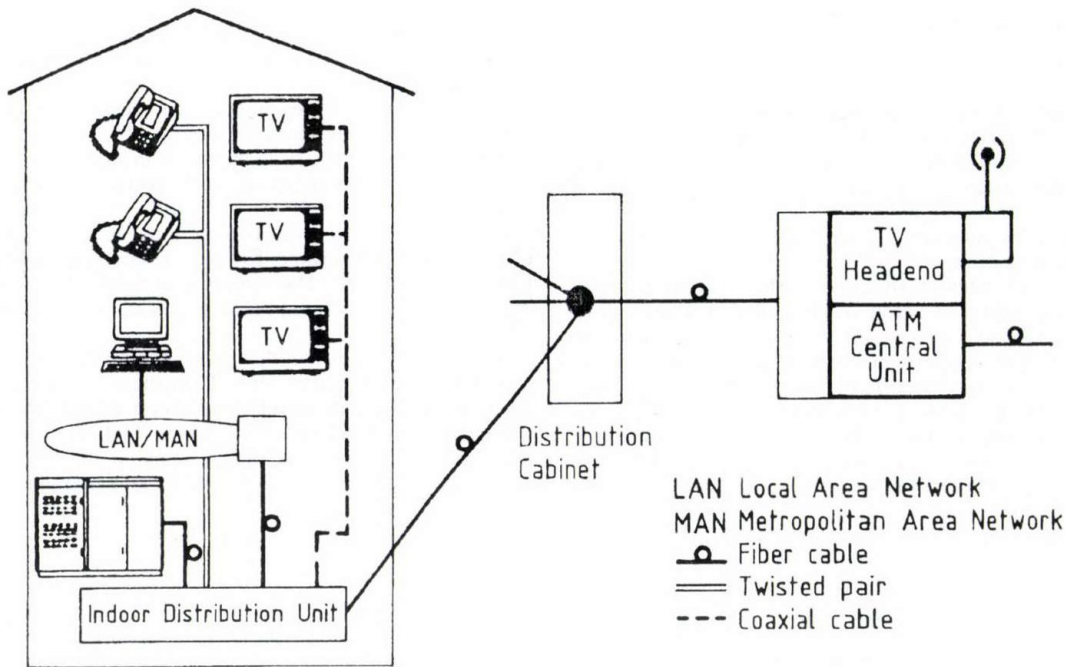 TV
TV
TV
LAN/MAN
Indoor Distribution Unit
Distribution
Cabinet
TV
Headend
ATM
Central
Unit
LAN Local Area Network
MAN Metropolitan Area Network
Fiber cable
Twisted pair
Coaxial cable